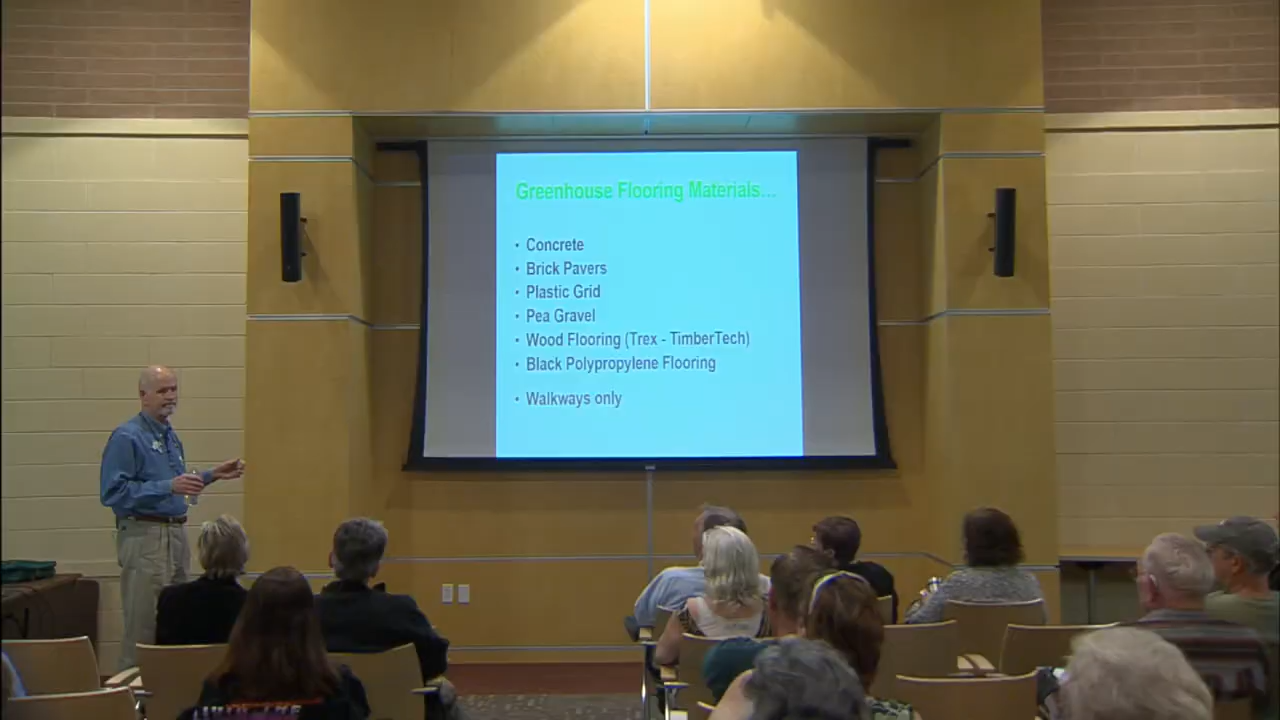 Greenhouse Flooring Materials...
• Concrete
• Brick Pavers
• Plastic Grid
• Pea Gravel
• Wood Flooring (Trex - TimberTech)
• Black Polypropylene Flooring
• Walkways only